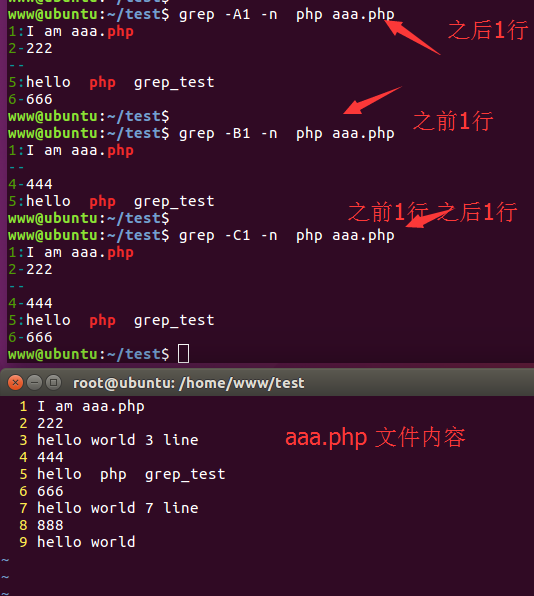 www@ubuntu:~/test$
www@ubuntu:~/test$ grep -A1 -n  php aaa.php
之后1行
1:I am aaa.php
2-222
--
5:hello  php  grep_test
6-666
www@ubuntu:~/test$
之前1行
www@ubuntu:~/test$ grep -B1 -n  php aaa.php
1:I am aaa.php
--
4-444
5:hello  php  grep_test
www@ubuntu:~/test$
之前1行 之后1行
www@ubuntu:~/test$ grep -C1 -n  php aaa.php
1:I am aaa.php
2-222
--
4-444
5:hello  php  grep_test
6-666
www@ubuntu:~/test$
root@ubuntu: /home/www/test
1 I am aaa.php
2 222
3 hello world 3 line
aaa.php 文件内容
4 444
5 hello  php  grep_test
6 666
7 hello world 7 line
8 888
9 hello world
~
~
~